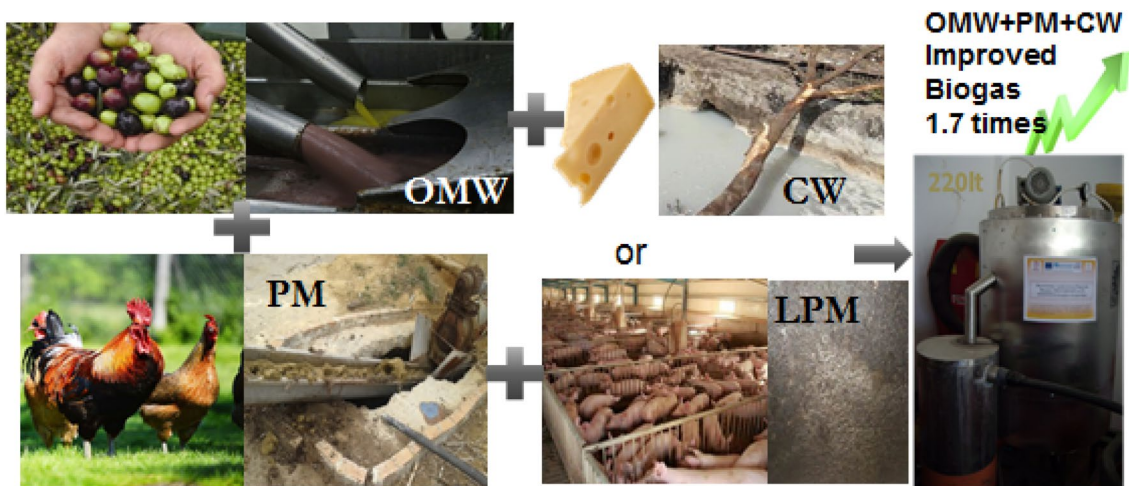 OMW+PM+CW
Improved
Biogas
1.7 times
OMW
CW
220lt
or
PM
LPM